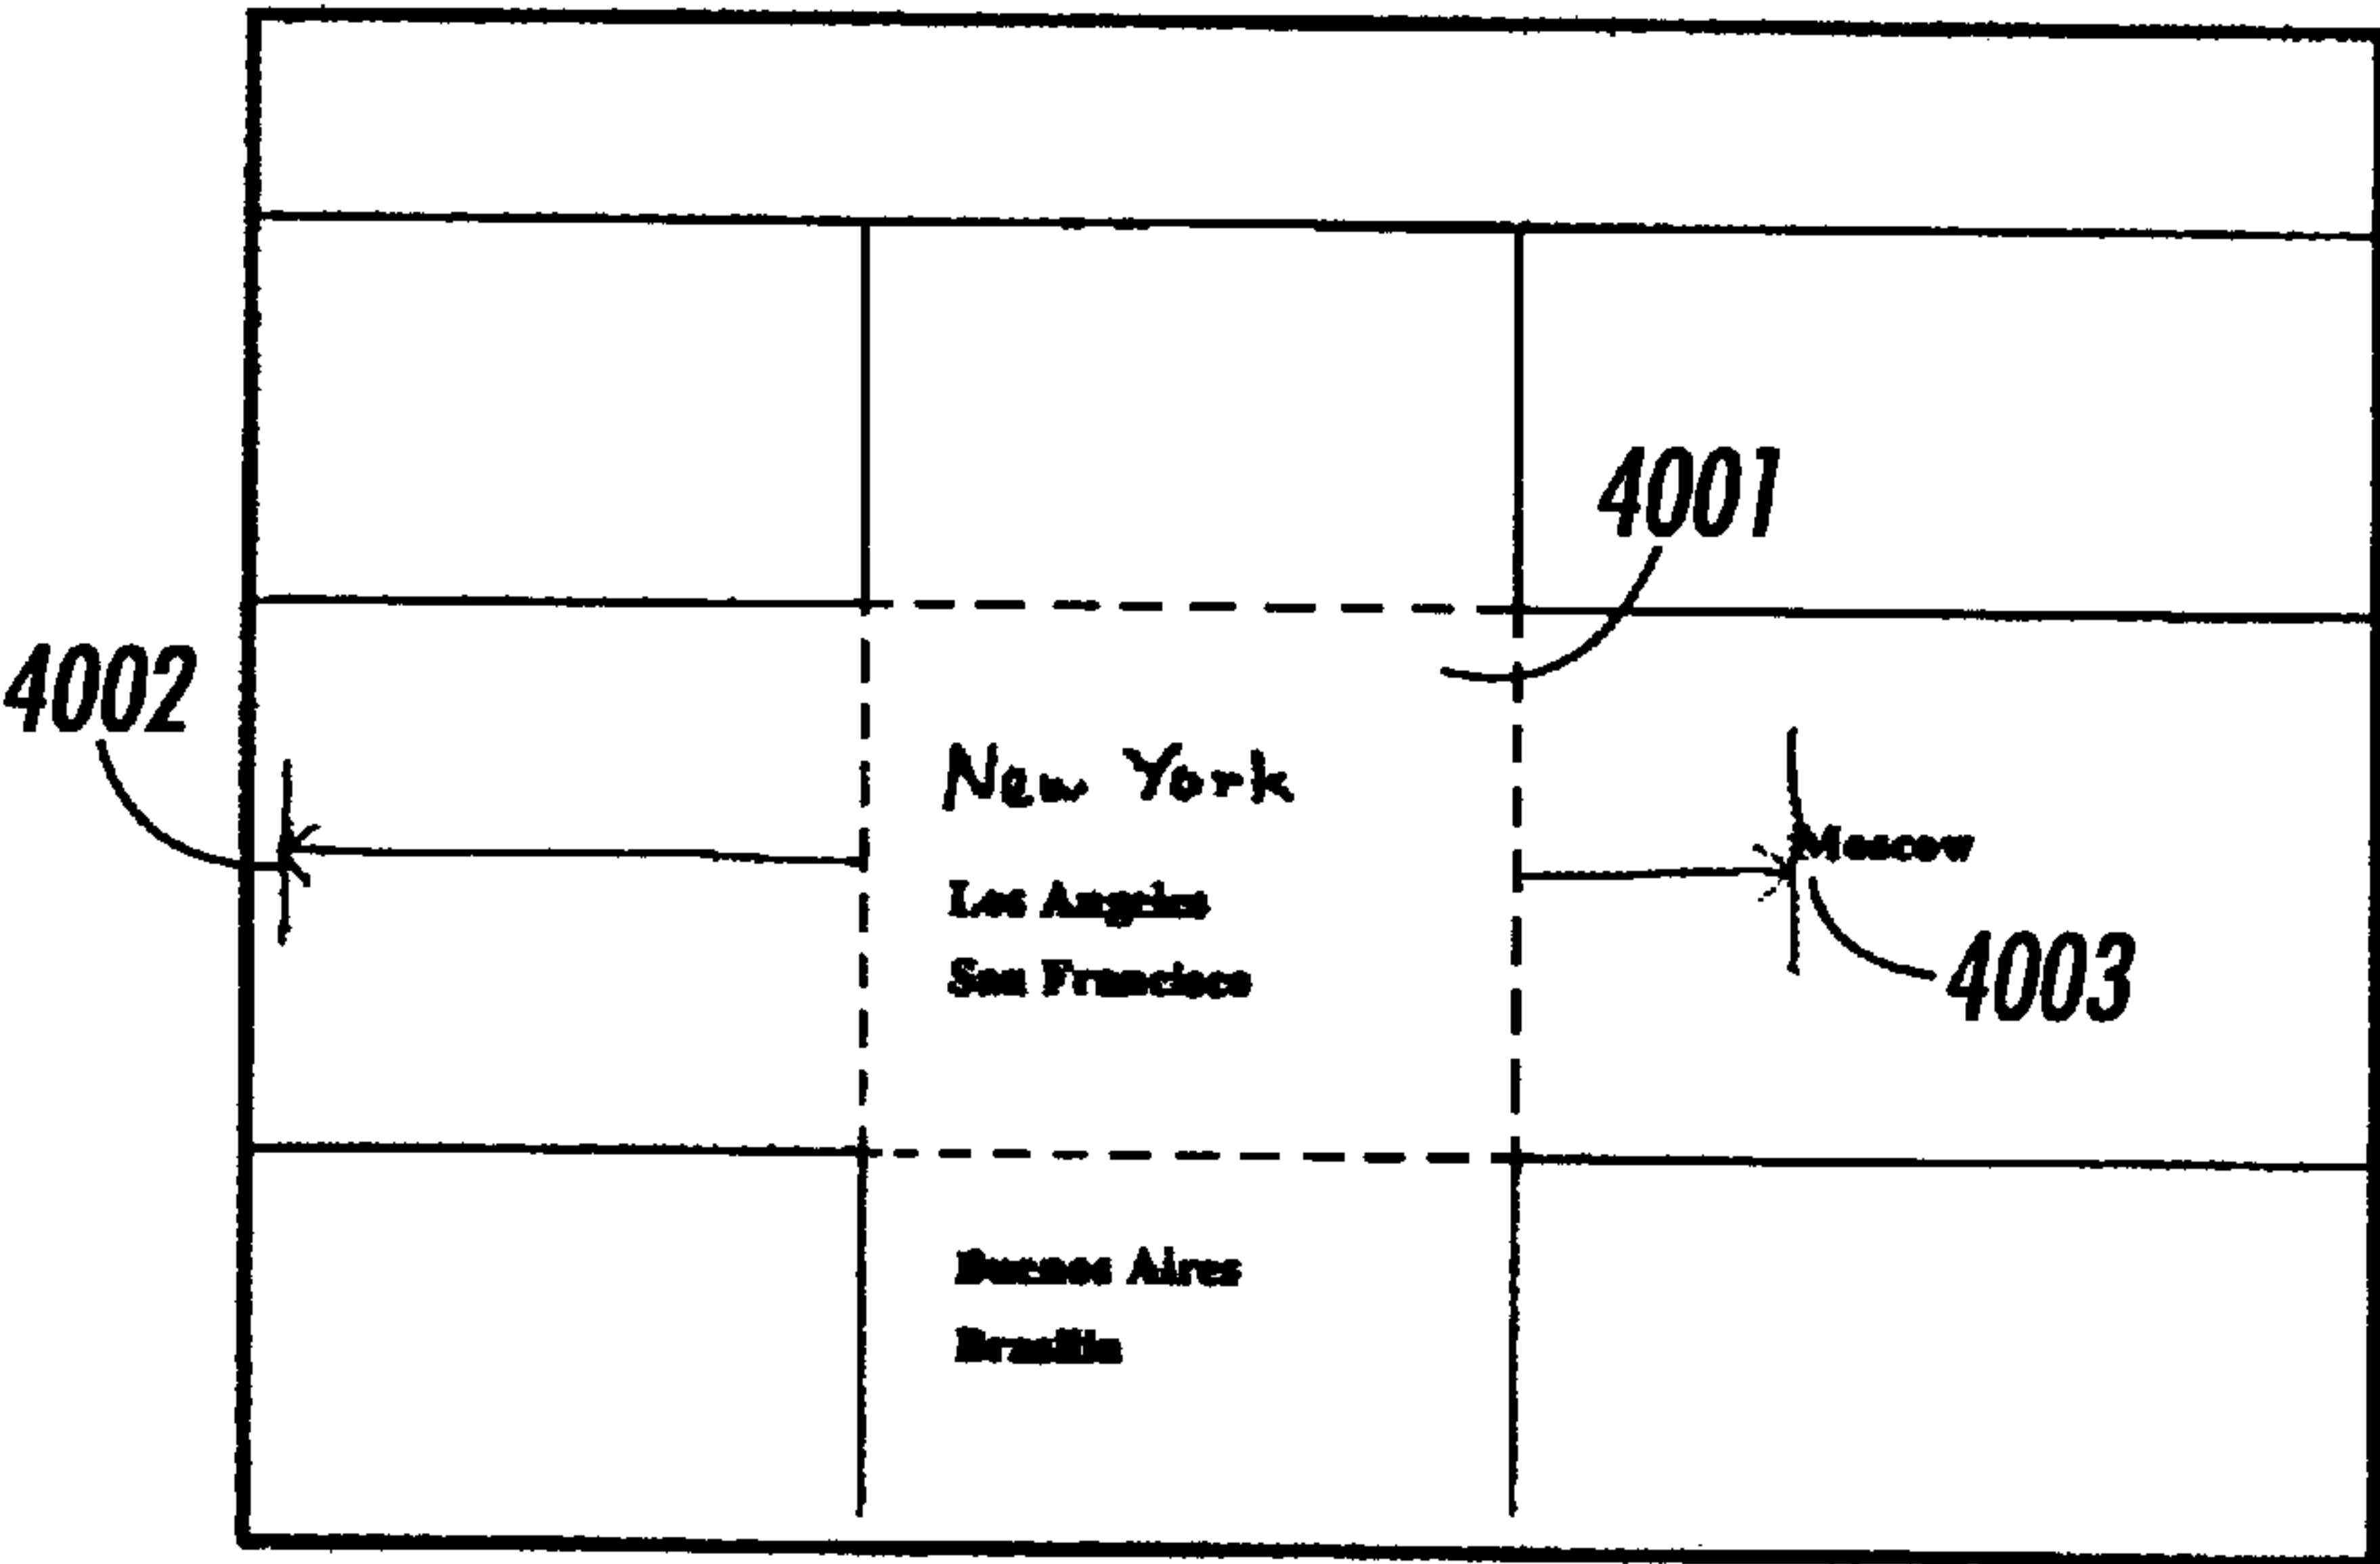 4001
4002
New York
Moscow
Los Angeles
San Francisco
4003
Buenos Aires
Brasilia